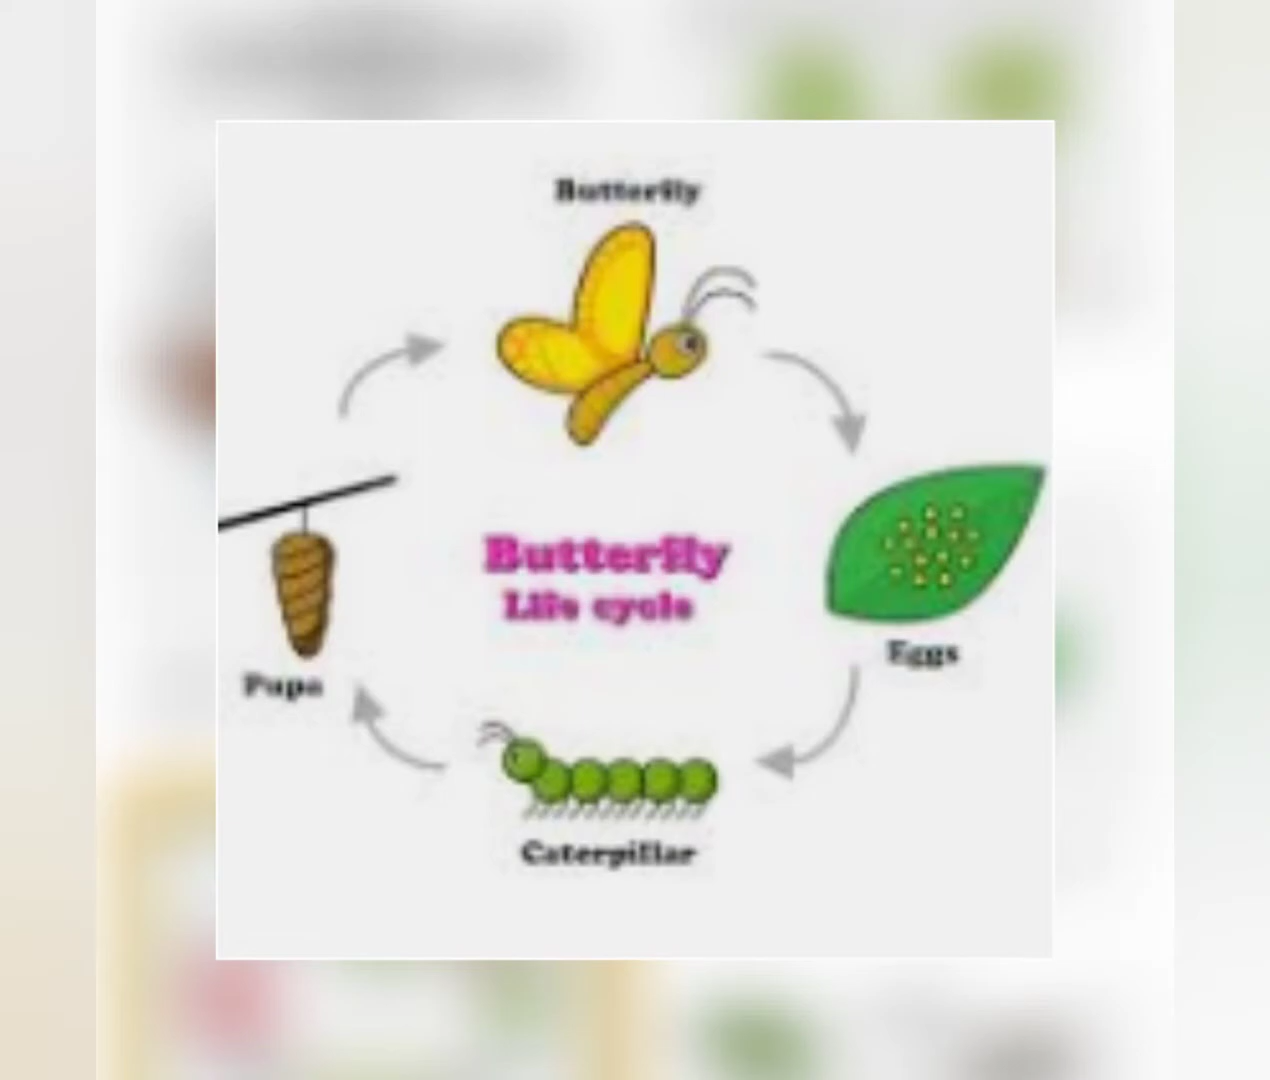 Butterfly
Butterfly
Life cycle
Eggs
Pupa
Caterpillar